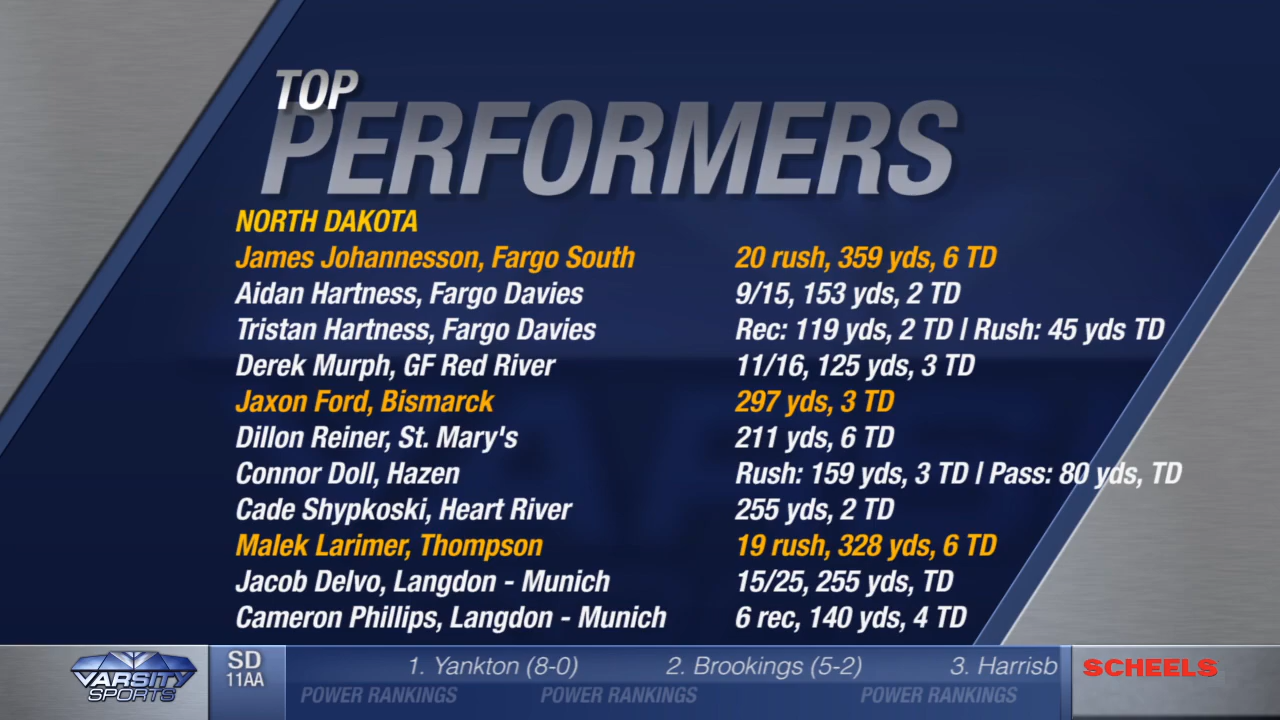 TOP
PERFORMERS
NORTH DAKOTA
James Johannesson, Fargo South 20 rush, 359 yds, 6 TD
Aidan Hartness, Fargo Davies 9/15, 153 yds, 2 TD
Tristan Hartness, Fargo Davies Rec: 119 yds, 2 TD | Rush: 45 yds TD
Derek Murph, GF Red River 11/16, 125 yds, 3 TD
Jaxon Ford, Bismarck 297 yds, 3 TD
Dillon Reiner, St. Mary's 211 yds, 6 TD
Connor Doll, Hazen Rush: 159 yds, 3 TD | Pass: 80 yds, TD
Cade Shypkoski, Heart River 255 yds, 2 TD
Malek Larimer, Thompson 19 rush, 328 yds, 6 TD
Jacob Delvo, Langdon - Munich 15/25, 255 yds, TD
Cameron Phillips, Langdon - Munich 6 rec, 140 yds, 4 TD
VARSITY
SPORTS
SD
11AA
1. Yankton (8-0) 2. Brookings (5-2) 3. Harrisb
POWER RANKINGS POWER RANKINGS POWER RANKINGS
SCHEELS